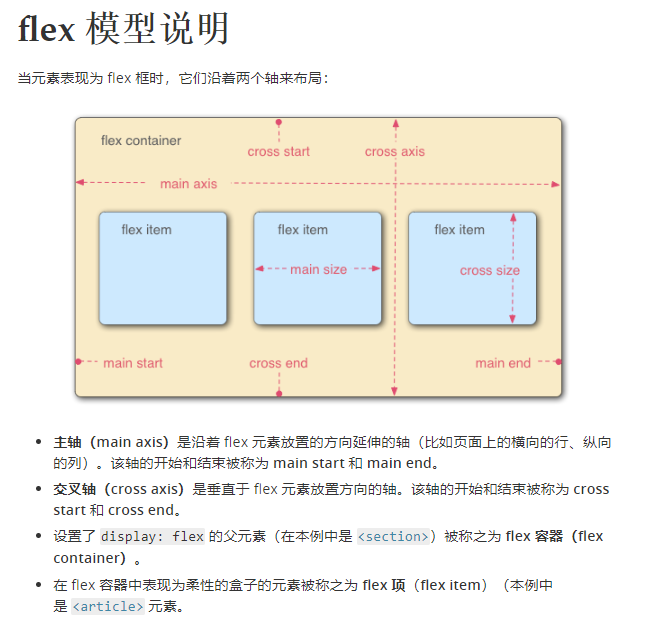 flex 模型说明
当元素表现为 flex 框时，它们沿着两个轴来布局：
flex container
cross start
cross axis
main axis
flex item
flex item
flex item
main size
cross size
main start
cross end
main end
主轴（main axis）是沿着 flex 元素放置的方向延伸的轴（比如页面上的横向的行、纵向
的列）。该轴的开始和结束被称为 main start 和 main end。
交叉轴（cross axis）是垂直于 flex 元素放置方向的轴。该轴的开始和结束被称为 cross
start 和 cross end。
设置了 display: flex 的父元素（在本例中是 <section>）被称之为 flex 容器（flex
container）。
在 flex 容器中表现为柔性的盒子的元素被称之为 flex 项（flex item）（本例中
是 <article> 元素。